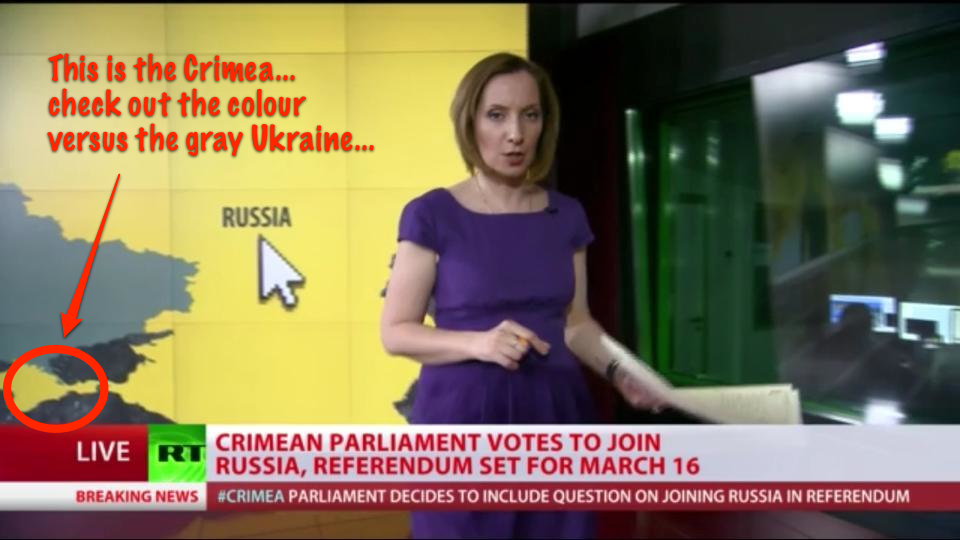 This is the Crimea...
check out the colour
versus the gray Ukraine...
RUSSIA
LIVE RT
CRIMEAN PARLIAMENT VOTES TO JOIN
RUSSIA, REFERENDUM SET FOR MARCH 16
BREAKING NEWS #CRIMEA PARLIAMENT DECIDES TO INCLUDE QUESTION ON JOINING RUSSIA IN REFERENDUM